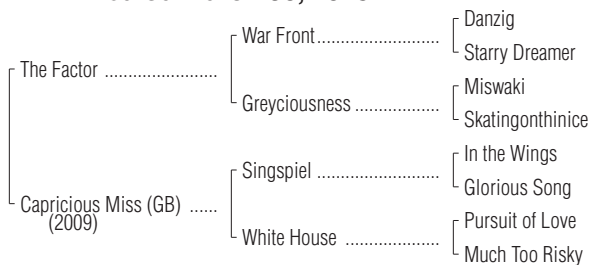 War Front
Danzig
Starry Dreamer
The Factor
Greyciousness
Miswaki
Skatingonthinice
Singspiel
In the Wings
Glorious Song
Capricious Miss (GB)
(2009)
White House
Pursuit of Love
Much Too Risky